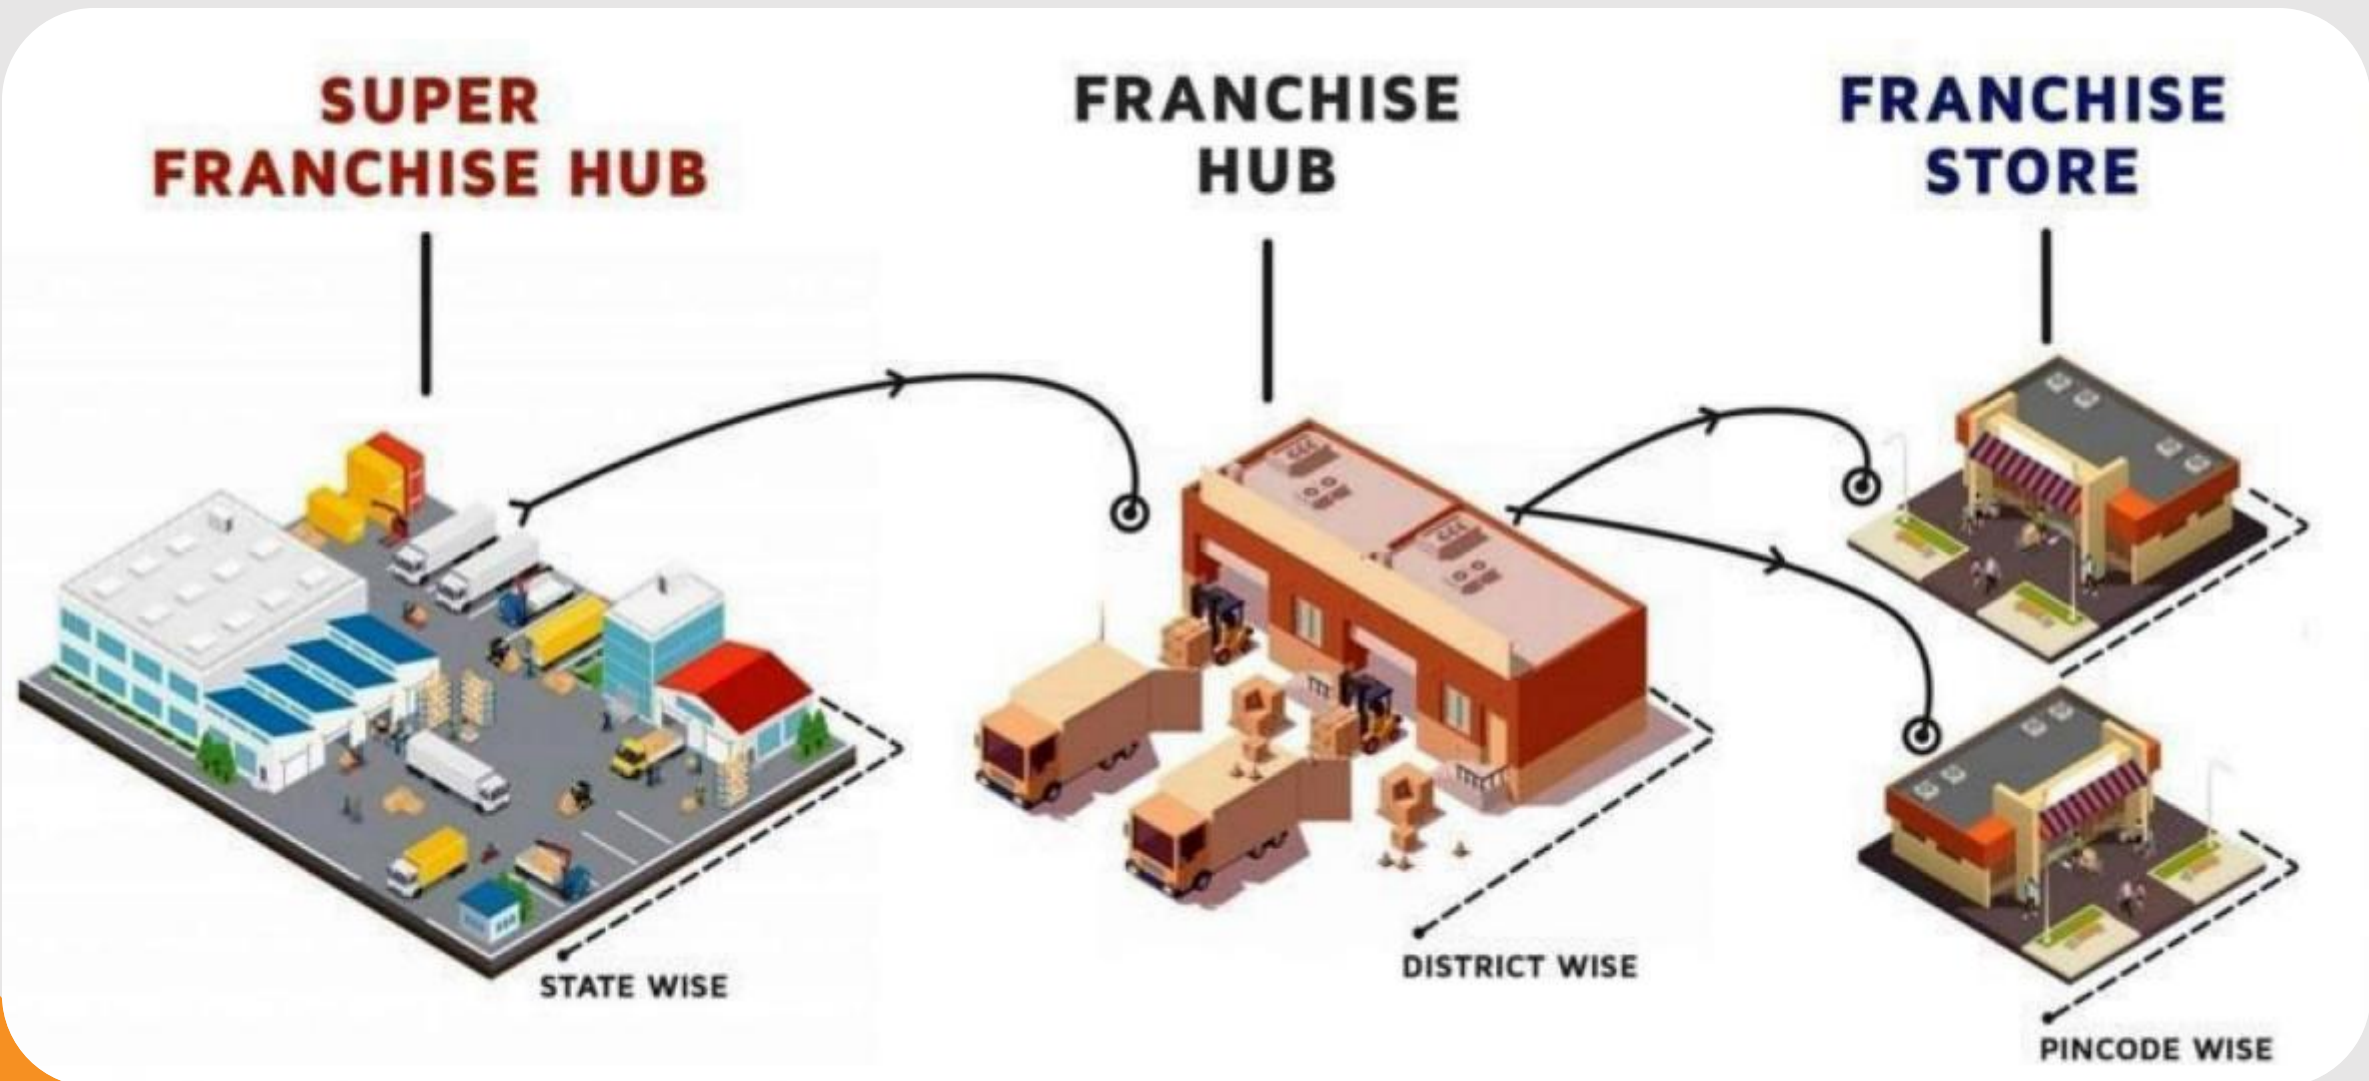 SUPER
FRANCHISE HUB
FRANCHISE
HUB
FRANCHISE
STORE
STATE WISE
DISTRICT WISE
PINCODE WISE